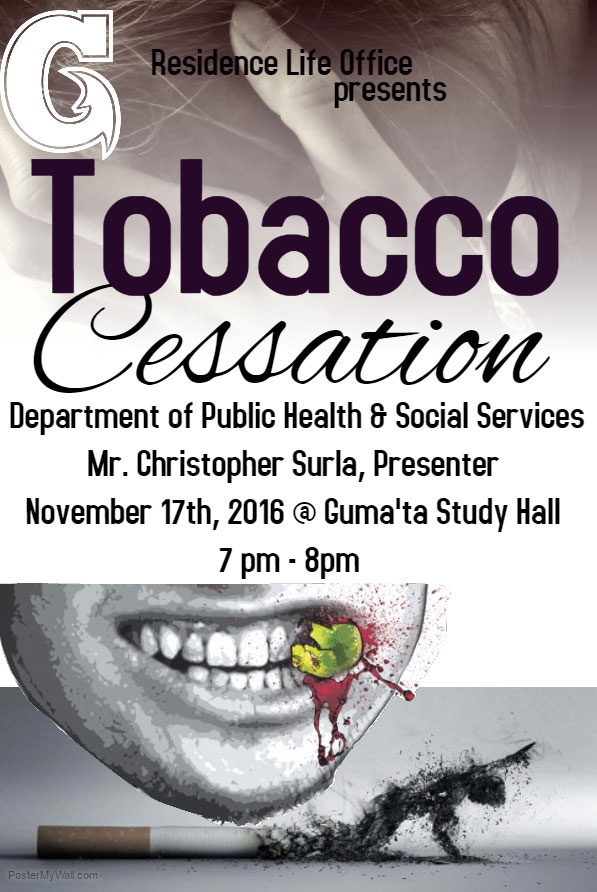 G
Residence Life Office
presents
Tobacco
Cessation
Department of Public Health & Social Services
Mr. Christopher Surla, Presenter
November 17th, 2016 @ Guma'ta Study Hall
7 pm - 8pm
PosterMyWall.com